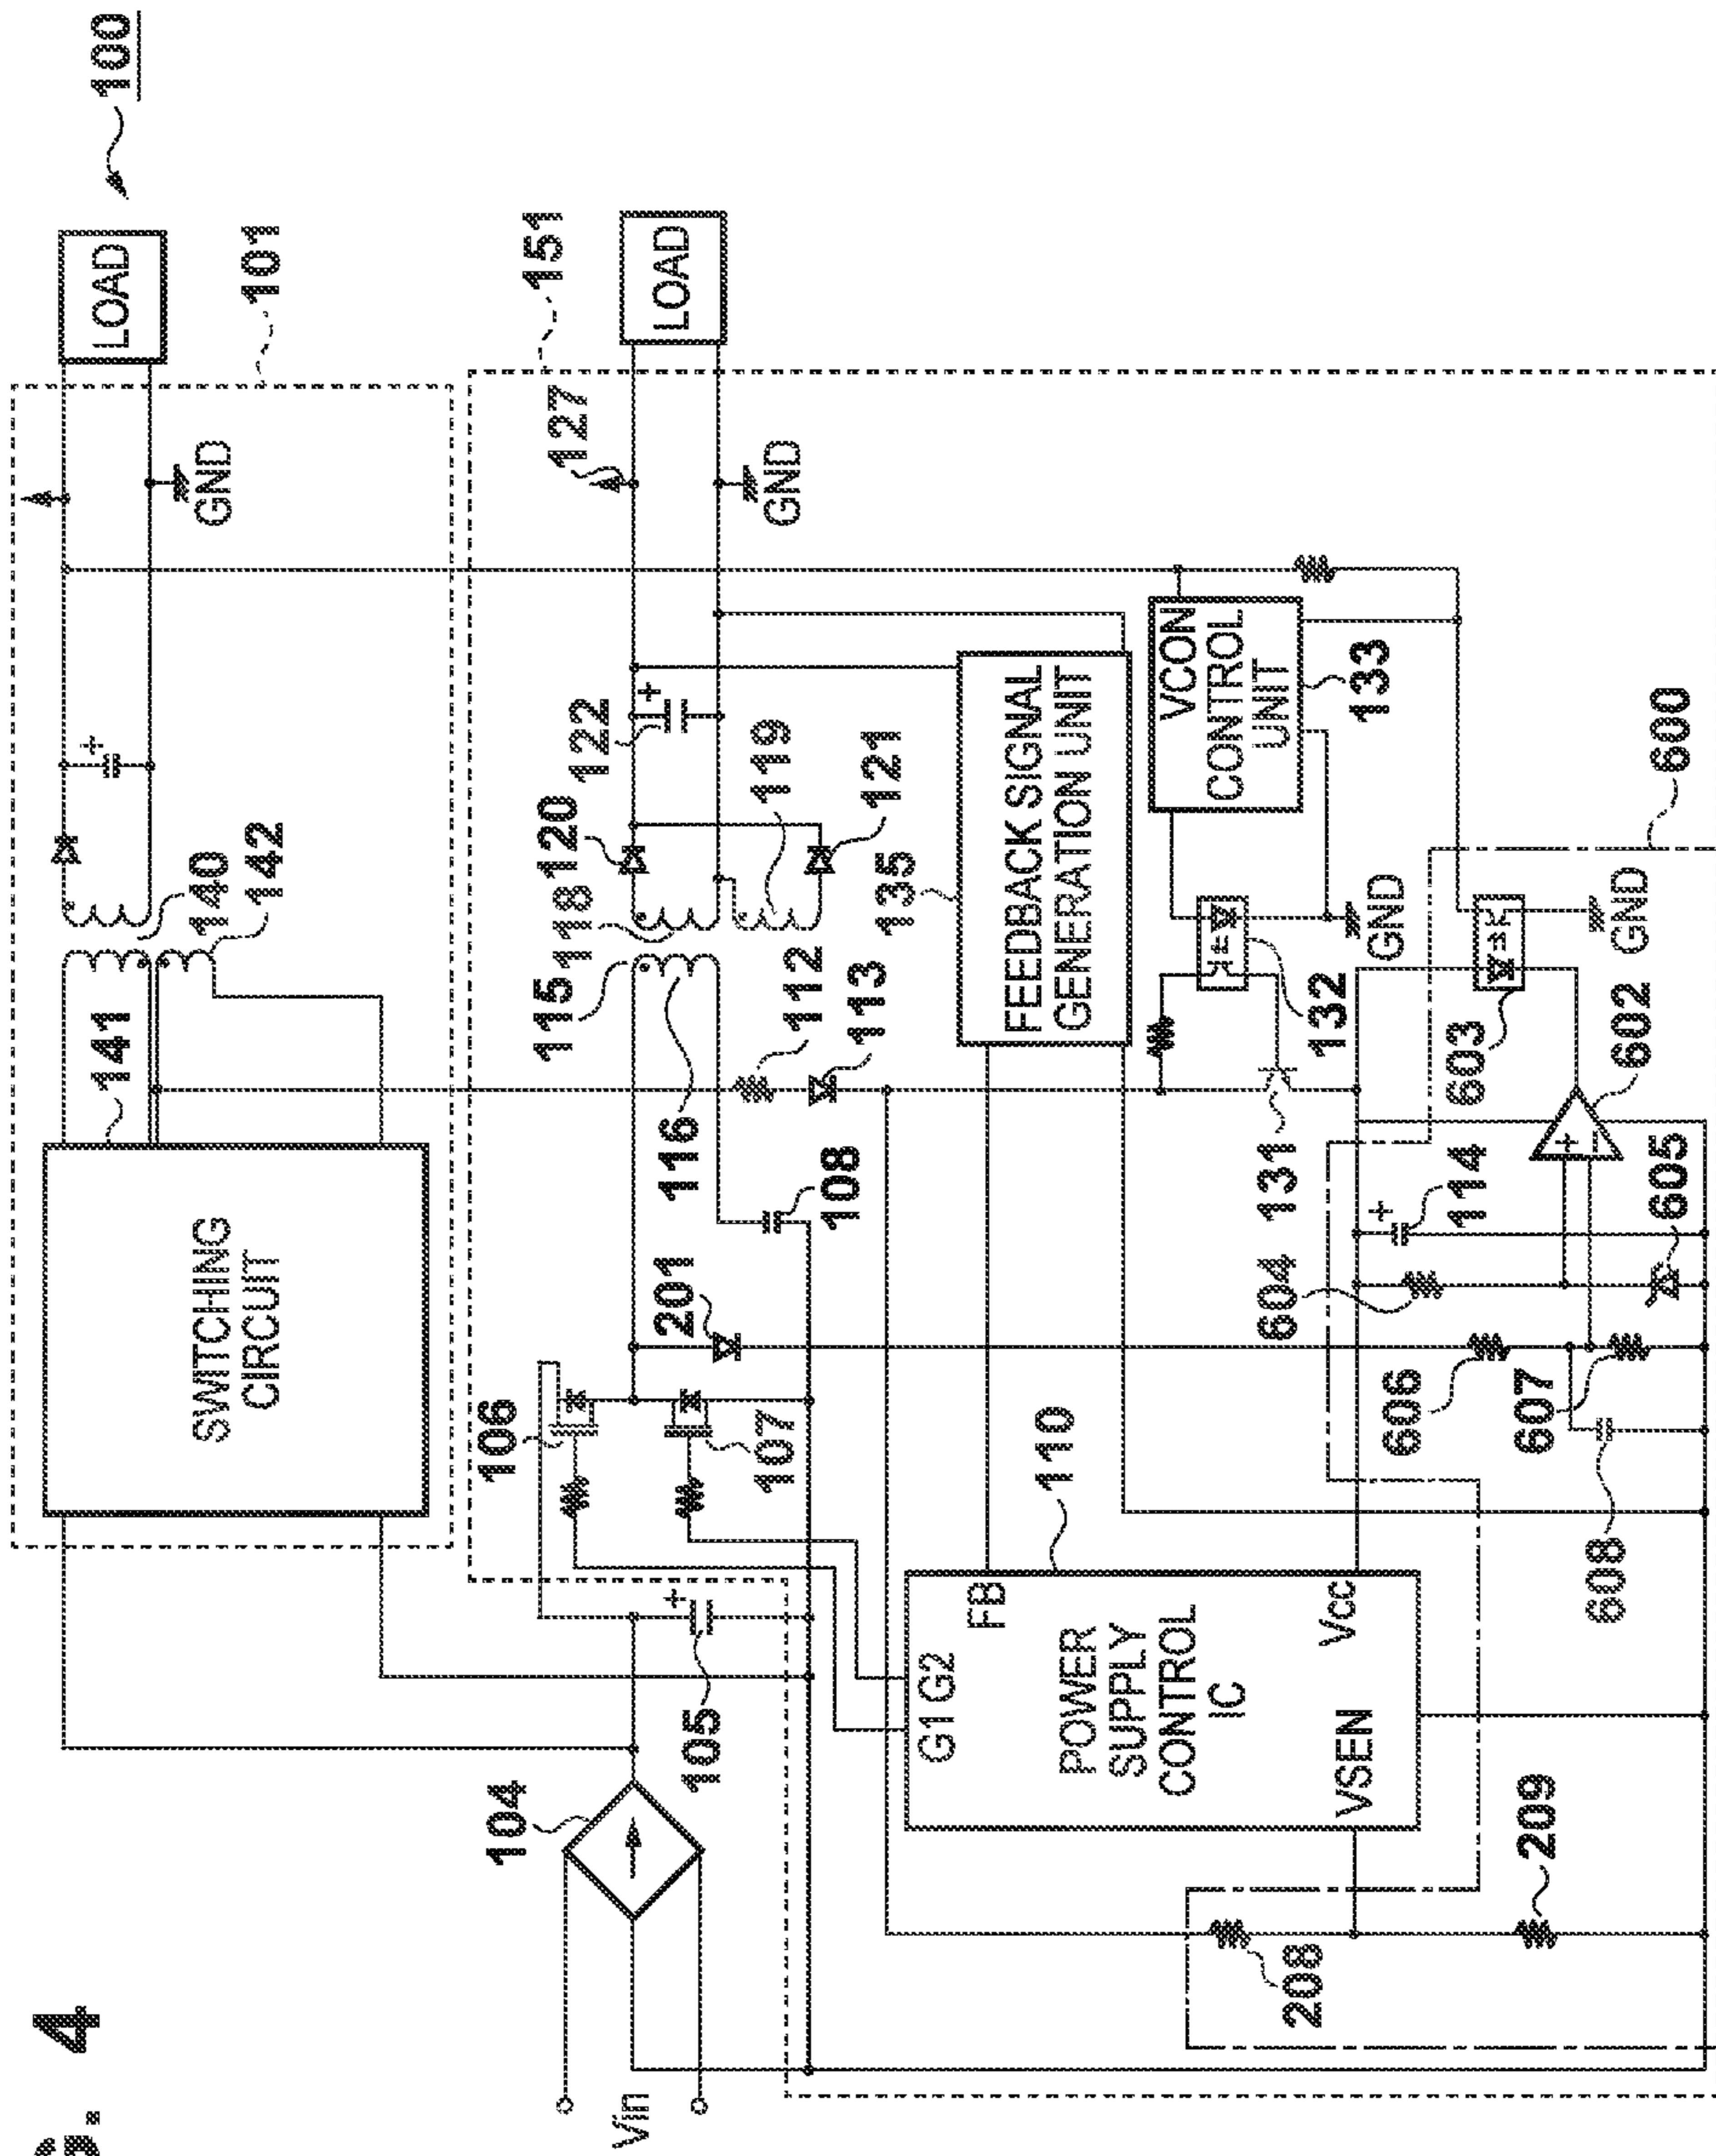 G. 4
100
LOAD
101
GND
140
142
141
SWITCHING
CIRCUIT
LOAD
151
127
GND
122
119
120
121
118
115
116
112
113
135
FEEDBACK SIGNAL
GENERATION UNIT
VCON
CONTROL
UNIT
133
600
132
GND
GND
603
602
131
114
605
604
108
201
106
107
606
607
608
110
FB
G1 G2
Vcc
POWER
SUPPLY
CONTROL
IC
VSEN
105
104
209
208
Vin